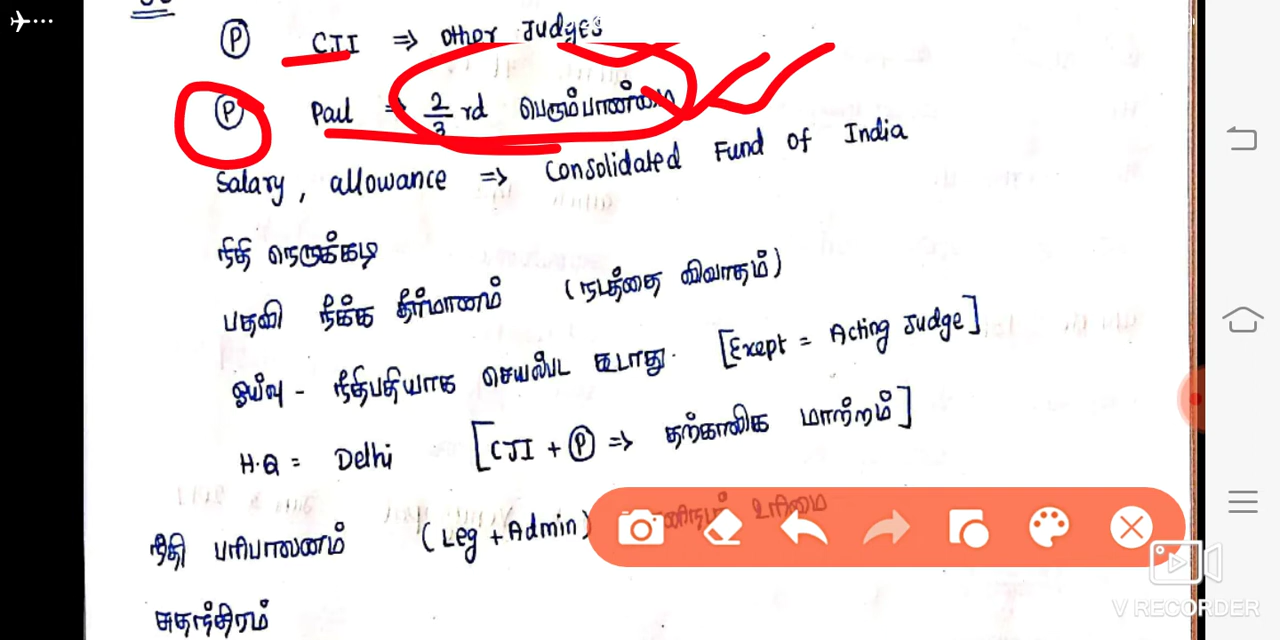 Ⓟ CJI ⇒ other Judges
Ⓟ Parl ⇒ 2/3 rd பெரும்பான்மை
Salary, allowance ⇒ Consolidated Fund of India
நீதி நெருக்கடி
பதவி நீக்க தீர்மானம் (நடத்தை விவாதம்)
ஓய்வு - நீதிபதியாக செயல்பட கூடாது. [Exept = Acting Judge]
H.Q = Delhi [CJI + Ⓟ ⇒ தற்காலிக மாற்றம்]
நீதி பரிபாலனம் (Leg + Admin) உரிமை
சுதந்திரம்
V RECORDER